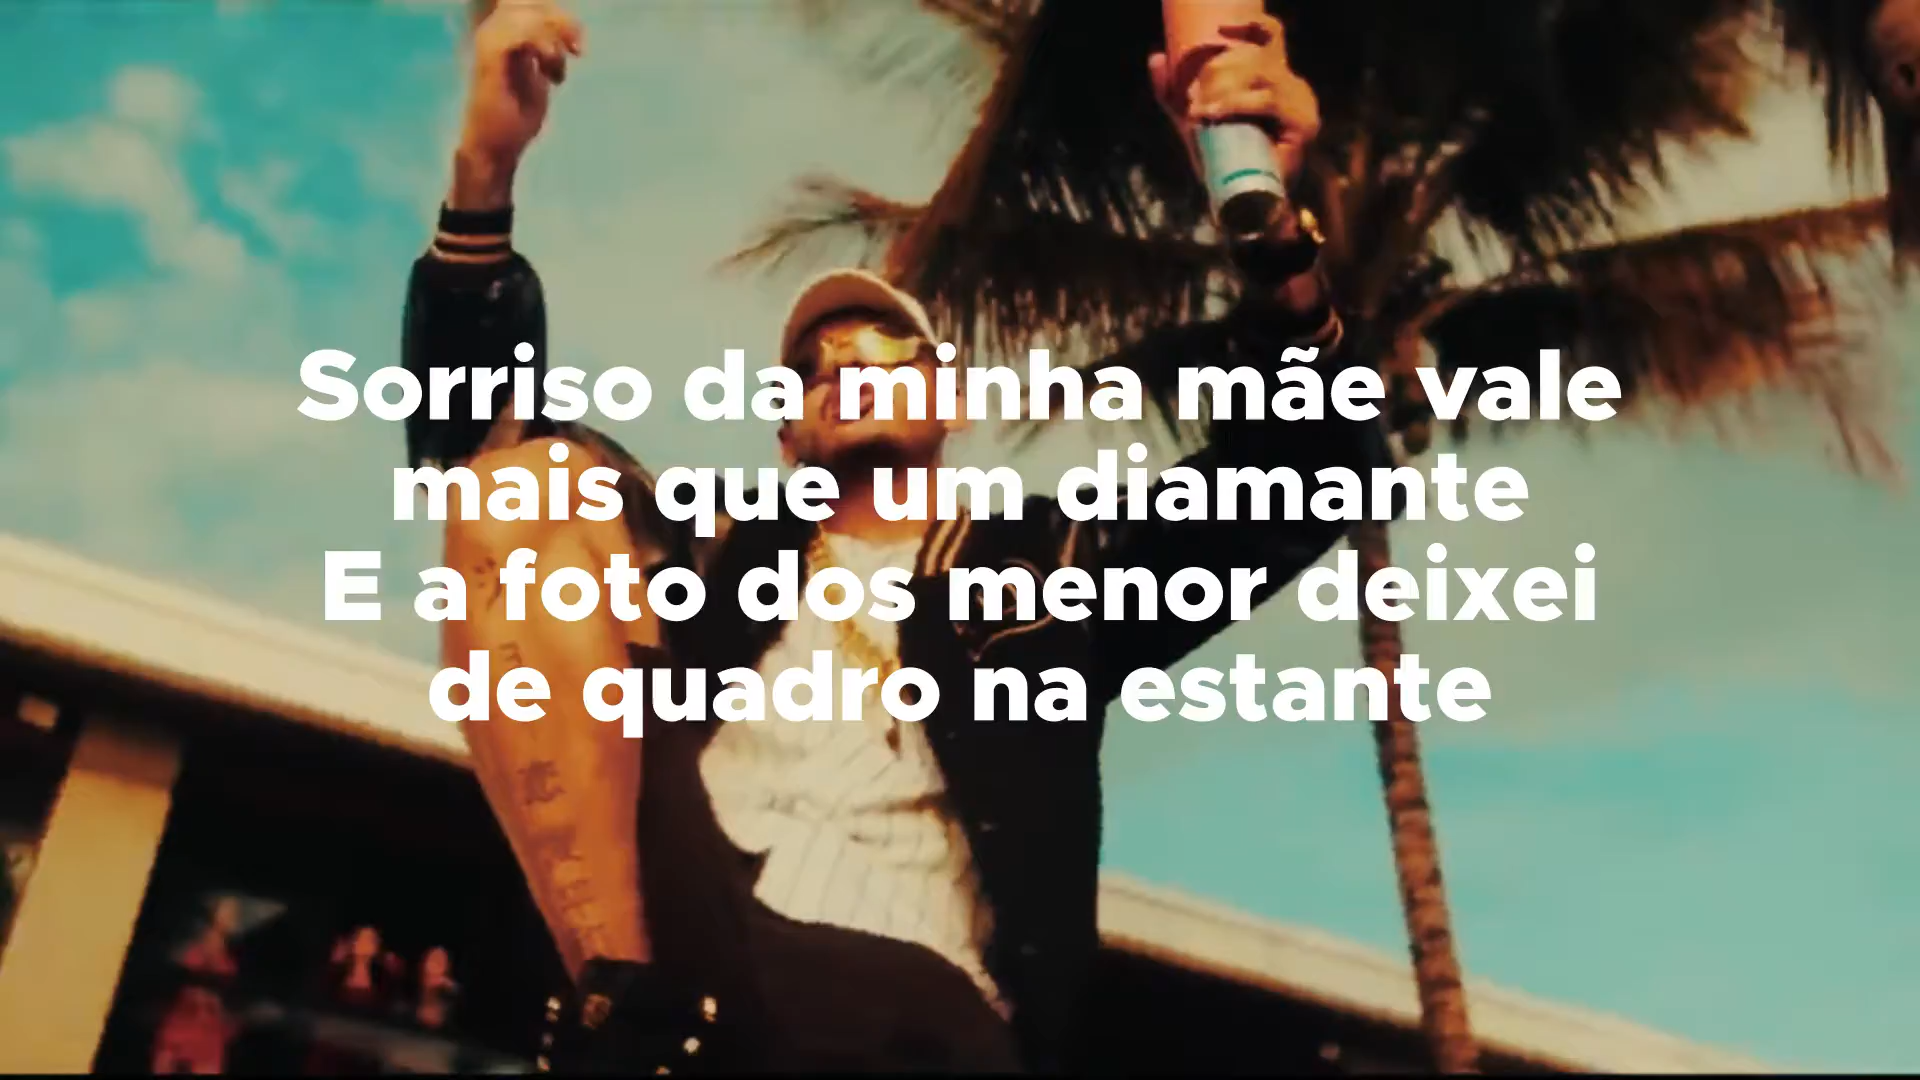 Sorriso da minha mãe vale
mais que um diamante
E a foto dos menor deixei
de quadro na estante